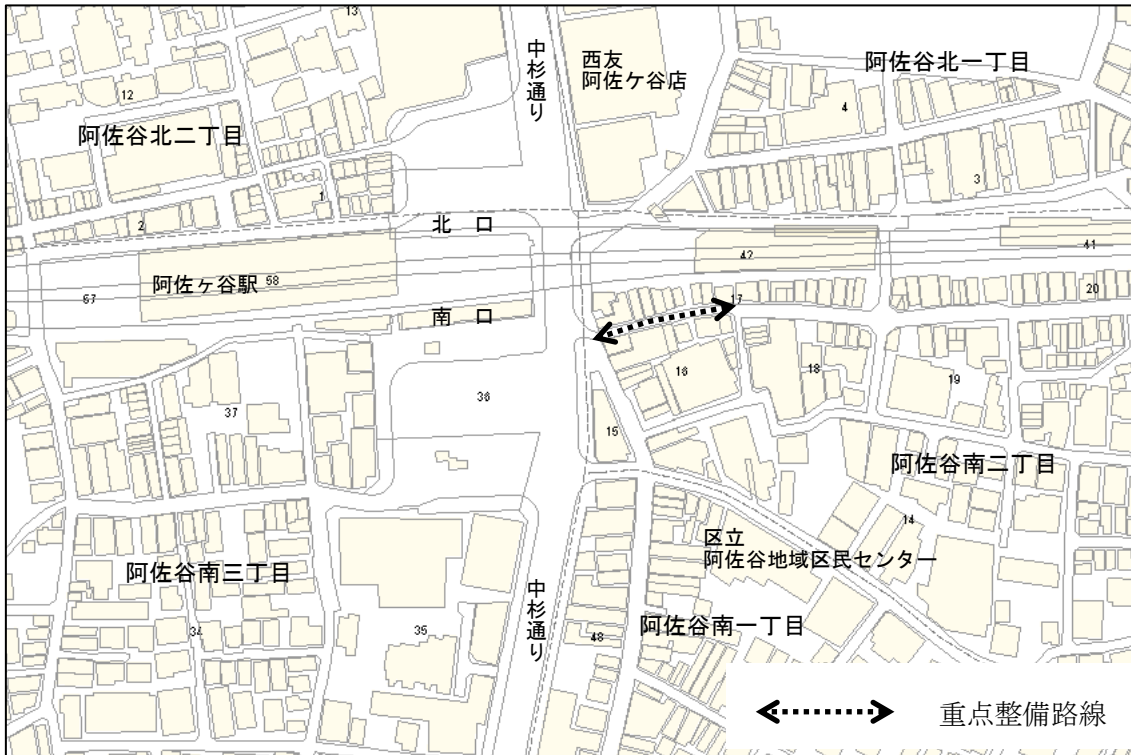 13
中杉通り
西友
阿佐ケ谷店
阿佐谷北一丁目
12
4
阿佐谷北二丁目
3
1
2
北 口
42
41
阿佐ヶ谷駅
58
67
17
20
南 口
16
18
19
36
37
15
阿佐谷南二丁目
14
区立
阿佐谷地域区民センター
阿佐谷南三丁目
中杉通り
阿佐谷南一丁目
34
35
48
重点整備路線